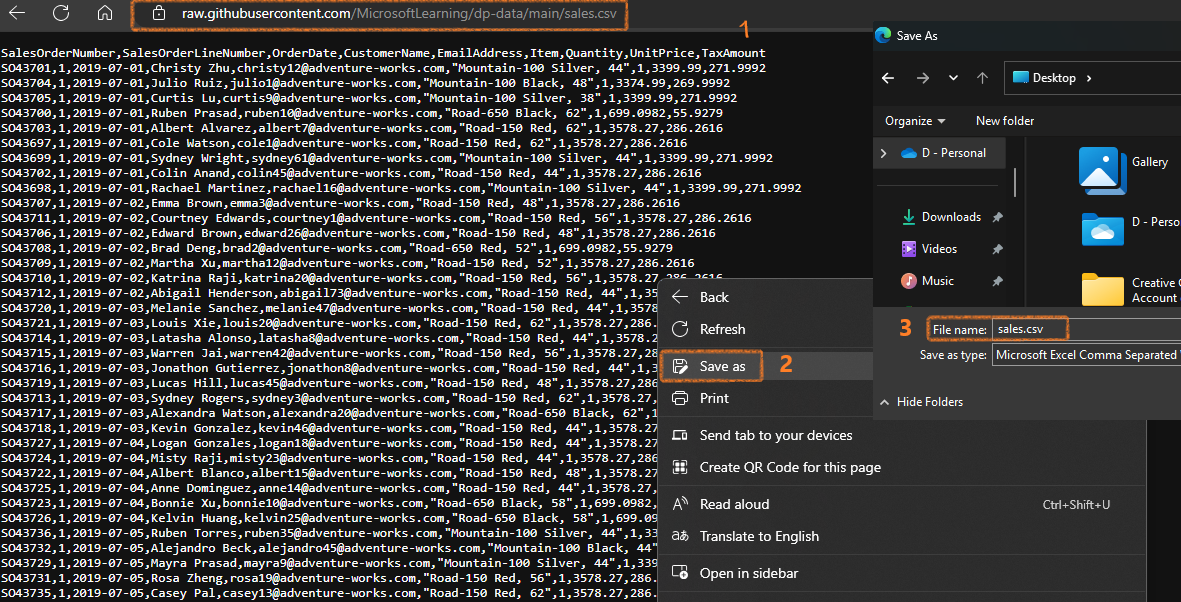 raw.githubusercontent.com/MicrosoftLearning/dp-data/main/sales.csv
1
SalesOrderNumber,SalesOrderLineNumber,OrderDate,CustomerName,EmailAddress,Item,Quantity,UnitPrice,TaxAmount
SO43701,1,2019-07-01,Christy Zhu,christy12@adventure-works.com,"Mountain-100 Silver, 44",1,3399.99,271.9992
SO43704,1,2019-07-01,Julio Ruiz,julio1@adventure-works.com,"Mountain-100 Black, 48",1,3374.99,269.9992
SO43705,1,2019-07-01,Curtis Lu,curtis9@adventure-works.com,"Mountain-100 Silver, 38",1,3399.99,271.9992
SO43700,1,2019-07-01,Ruben Prasad,ruben10@adventure-works.com,"Road-650 Black, 62",1,699.0982,55.9279
SO43703,1,2019-07-01,Albert Alvarez,albert7@adventure-works.com,"Road-150 Red, 62",1,3578.27,286.2616
SO43697,1,2019-07-01,Cole Watson,cole1@adventure-works.com,"Road-150 Red, 62",1,3578.27,286.2616
SO43699,1,2019-07-01,Sydney Wright,sydney61@adventure-works.com,"Mountain-100 Silver, 44",1,3399.99,271.9992
SO43702,1,2019-07-01,Colin Anand,colin45@adventure-works.com,"Road-150 Red, 44",1,3578.27,286.2616
SO43698,1,2019-07-01,Rachael Martinez,rachael16@adventure-works.com,"Mountain-100 Silver, 44",1,3399.99,271.9992
SO43707,1,2019-07-02,Emma Brown,emma3@adventure-works.com,"Road-150 Red, 48",1,3578.27,286.2616
SO43711,1,2019-07-02,Courtney Edwards,courtney1@adventure-works.com,"Road-150 Red, 56",1,3578.27,286.2616
SO43706,1,2019-07-02,Edward Brown,edward26@adventure-works.com,"Road-150 Red, 48",1,3578.27,286.2616
SO43708,1,2019-07-02,Brad Deng,brad2@adventure-works.com,"Road-650 Red, 52",1,699.0982,55.9279
SO43709,1,2019-07-02,Martha Xu,martha12@adventure-works.com,"Road-150 Red, 52",1,3578.27,286.2616
SO43710,1,2019-07-02,Katrina Raji,katrina20@adventure-works.com,"Road-150 Red, 56",1,3578.27,286.2616
SO43712,1,2019-07-02,Abigail Henderson,abigail73@adventure-works.com,"Road-150 Red, 44",1,35
SO43720,1,2019-07-03,Melanie Sanchez,melanie47@adventure-works.com,"Road-150 Red, 44",1,3578
SO43721,1,2019-07-03,Louis Xie,louis20@adventure-works.com,"Road-150 Red, 62",1,3578.27,286
SO43714,1,2019-07-03,Latasha Alonso,latasha8@adventure-works.com,"Road-150 Red, 44",1,3578
SO43715,1,2019-07-03,Warren Jai,warren42@adventure-works.com,"Road-150 Red, 56",1,3578.27,28
SO43716,1,2019-07-03,Jonathon Gutierrez,jonathon8@adventure-works.com,"Road-150 Red, 44",1,3
SO43719,1,2019-07-03,Lucas Hill,lucas45@adventure-works.com,"Road-150 Red, 48",1,3578.27,286
SO43713,1,2019-07-03,Sydney Rogers,sydney3@adventure-works.com,"Road-150 Red, 62",1,3578.2
SO43717,1,2019-07-03,Alexandra Watson,alexandra20@adventure-works.com,"Road-650 Black, 62",1
SO43718,1,2019-07-03,Kevin Gonzalez,kevin46@adventure-works.com,"Road-150 Red, 44",1,3578.2
SO43727,1,2019-07-04,Logan Gonzales,logan18@adventure-works.com,"Road-150 Red, 44",1,3578.
SO43724,1,2019-07-04,Misty Raji,misty23@adventure-works.com,"Road-150 Red, 44",1,3578.27,286
SO43722,1,2019-07-04,Albert Blanco,albert15@adventure-works.com,"Road-150 Red, 48",1,3578.27
SO43725,1,2019-07-04,Anne Dominguez,anne14@adventure-works.com,"Road-150 Red, 44",1,3578.27
SO43723,1,2019-07-04,Bonnie Xu,bonnie10@adventure-works.com,"Road-650 Black, 58",1,699.0982,
SO43726,1,2019-07-04,Kelvin Huang,kelvin25@adventure-works.com,"Road-650 Black, 58",1,699.09
SO43736,1,2019-07-05,Ruben Torres,ruben35@adventure-works.com,"Mountain-100 Silver, 44",1,33
SO43732,1,2019-07-05,Alejandro Beck,alejandro45@adventure-works.com,"Mountain-100 Black, 44"
SO43729,1,2019-07-05,Mayra Prasad,mayra9@adventure-works.com,"Mountain-100 Silver, 44",1,339
SO43731,1,2019-07-05,Rosa Zheng,rosa19@adventure-works.com,"Road-150 Red, 56",1,3578.27,286.
SO43735,1,2019-07-05,Casey Pal,casey13@adventure-works.com,"Road-150 Red, 62",1,3578.27,286.
Back
Refresh
Save as
2
Print
Send tab to your devices
Create QR Code for this page
Read aloud
Ctrl+Shift+U
Translate to English
Open in sidebar
Save As
Desktop
Organize
New folder
D - Personal
Downloads
Videos
Music
Gallery
D - Perso
Creative
Account
3
File name: sales.csv
Save as type: Microsoft Excel Comma Separated
Hide Folders